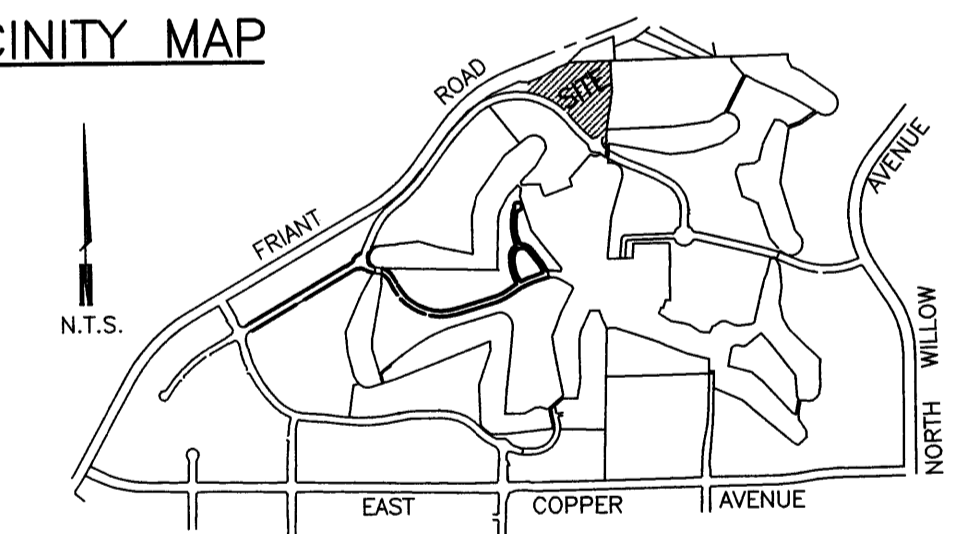 CINITY MAP
ROAD
SITE
AVENUE
FRIANT
N
N.T.S.
NORTH WILLOW
EAST COPPER AVENUE